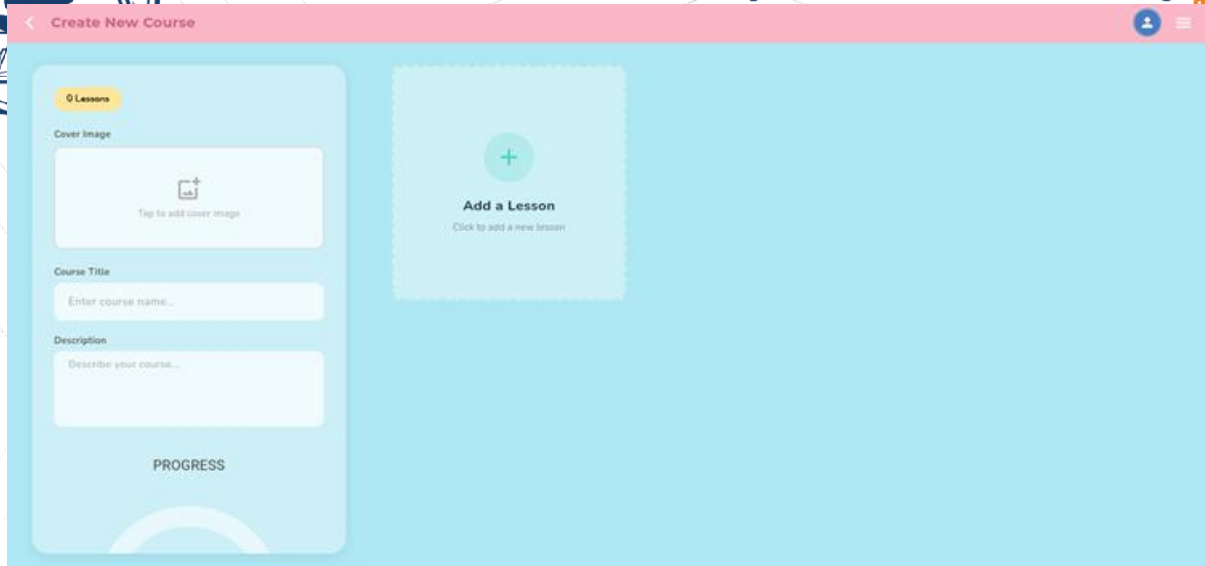 Create New Course
0 Lessons
Cover Image
Tap to add cover image
Course Title
Enter course name...
Description
Describe your course...
PROGRESS
Add a Lesson
Click to add a new lesson